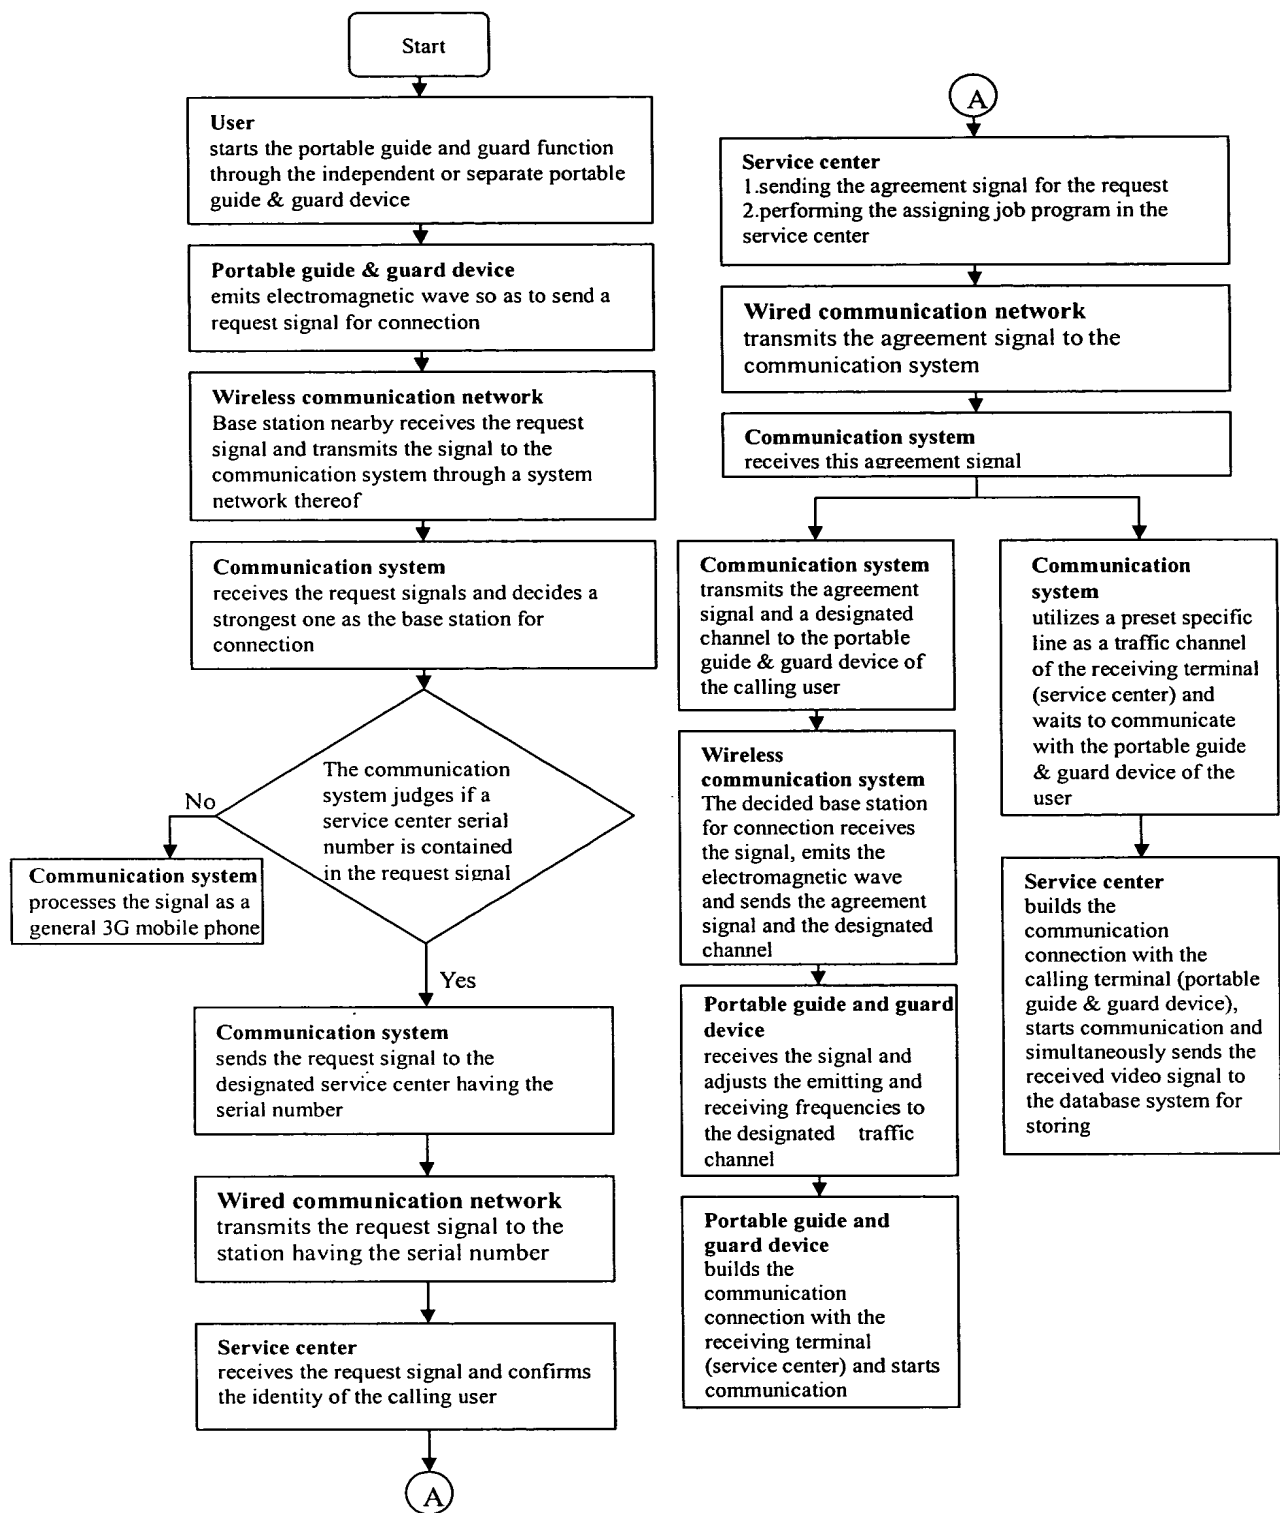 Start
User
starts the portable guide and guard function
through the independent or separate portable
guide & guard device
Portable guide & guard device
emits electromagnetic wave so as to send a
request signal for connection
Wireless communication network
Base station nearby receives the request
signal and transmits the signal to the
communication system through a system
network thereof
Communication system
receives the request signals and decides a
strongest one as the base station for
connection
The communication
system judges if a
service center serial
number is contained
in the request signal
No
Communication system
processes the signal as a
general 3G mobile phone
Yes
Communication system
sends the request signal to the
designated service center having the
serial number
Wired communication network
transmits the request signal to the
station having the serial number
Service center
receives the request signal and confirms
the identity of the calling user
A
A
Service center
1.sending the agreement signal for the request
2.performing the assigning job program in the
service center
Wired communication network
transmits the agreement signal to the
communication system
Communication system
receives this agreement signal
Communication system
transmits the agreement
signal and a designated
channel to the portable
guide & guard device of
the calling user
Wireless
communication system
The decided base station
for connection receives
the signal, emits the
electromagnetic wave
and sends the agreement
signal and the designated
channel
Portable guide and guard
device
receives the signal and
adjusts the emitting and
receiving frequencies to
the designated traffic
channel
Portable guide and
guard device
builds the
communication
connection with the
receiving terminal
(service center) and starts
communication
Communication
system
utilizes a preset specific
line as a traffic channel
of the receiving terminal
(service center) and
waits to communicate
with the portable guide
& guard device of the
user
Service center
builds the
communication
connection with the
calling terminal (portable
guide & guard device),
starts communication and
simultaneously sends the
received video signal to
the database system for
storing